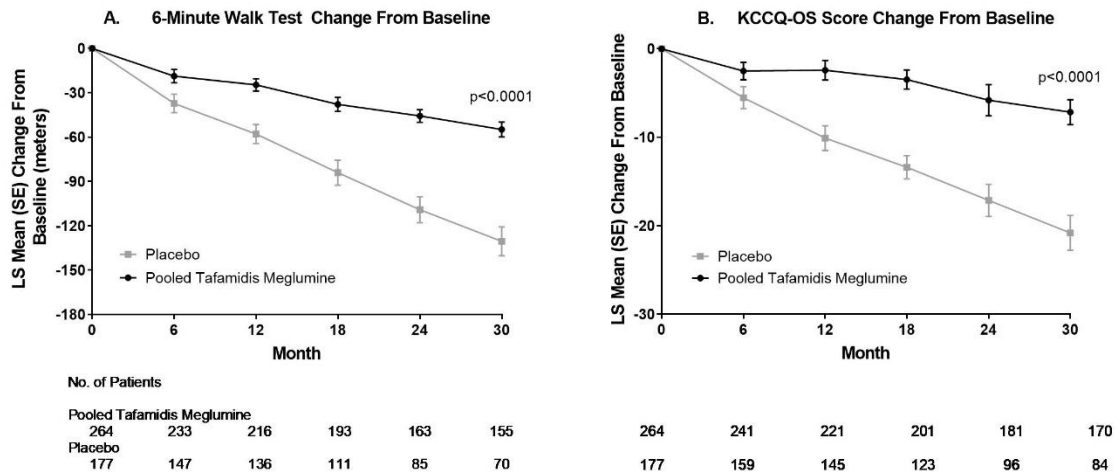 A. 6-Minute Walk Test Change From Baseline
LS Mean (SE) Change From
Baseline (meters)
0
-30
-60
-90
-120
-150
-180
p<0.0001
Placebo
Pooled Tafamidis Meglumine
0 6 12 18 24 30
Month
B. KCCQ-OS Score Change From Baseline
LS Mean (SE) Change From Baseline
0
-10
-20
-30
p<0.0001
Placebo
Pooled Tafamidis Meglumine
0 6 12 18 24 30
Month
No. of Patients
Pooled Tafamidis Meglumine
264 233 216 193 163 155 264 241 221 201 181 170
Placebo
177 147 136 111 85 70 177 159 145 123 96 84